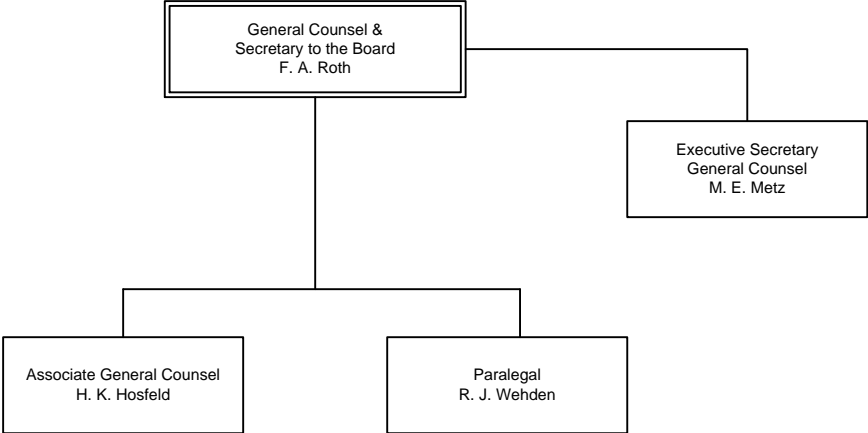 General Counsel &
Secretary to the Board
F. A. Roth
Executive Secretary
General Counsel
M. E. Metz
Associate General Counsel
H. K. Hosfeld
Paralegal
R. J. Wehden